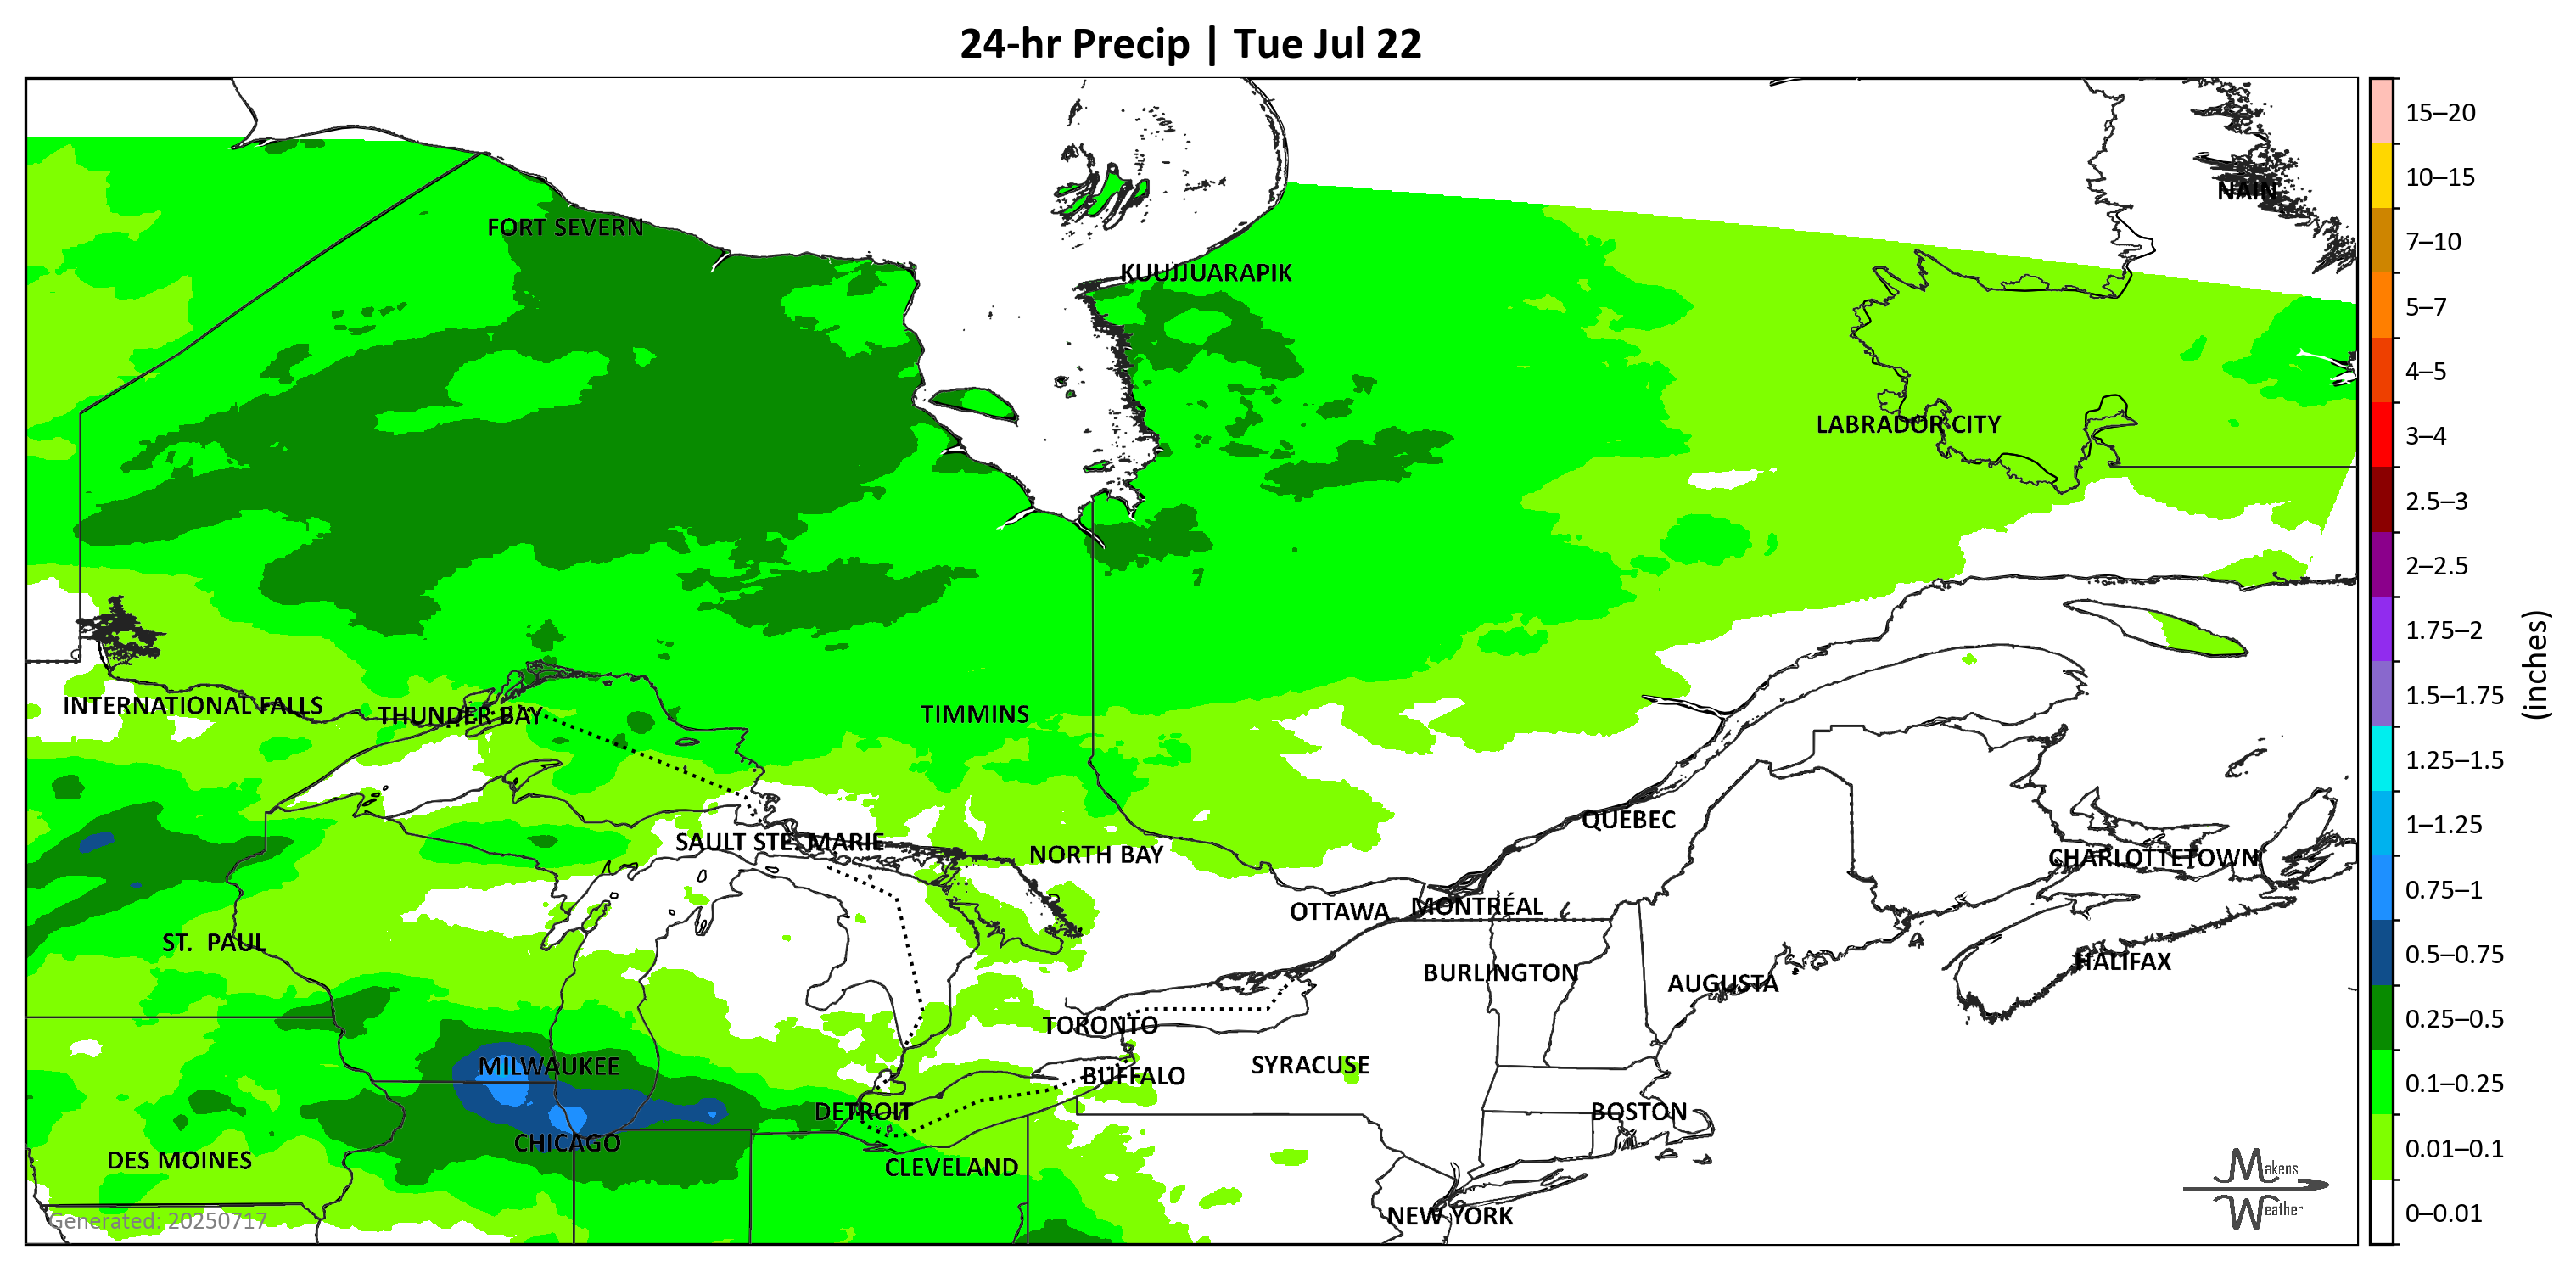 24-hr Precip | Tue Jul 22
15–20
10–15
NAIN
FORT SEVERN
7–10
KUUJJUARAPIK
5–7
4–5
LABRADOR CITY
3–4
2.5–3
2–2.5
1.75–2
(inches)
1.5–1.75
INTERNATIONAL FALLS
THUNDER BAY
TIMMINS
1.25–1.5
QUEBEC
1–1.25
SAULT STE. MARIE
NORTH BAY
CHARLOTTETOWN
0.75–1
OTTAWA
MONTRÉAL
ST. PAUL
0.5–0.75
HALIFAX
BURLINGTON
AUGUSTA
0.25–0.5
TORONTO
MILWAUKEE
SYRACUSE
BUFFALO
0.1–0.25
DETROIT
BOSTON
CHICAGO
0.01–0.1
DES MOINES
CLEVELAND
Makens
Weather
0–0.01
NEW YORK
Generated: 20250717